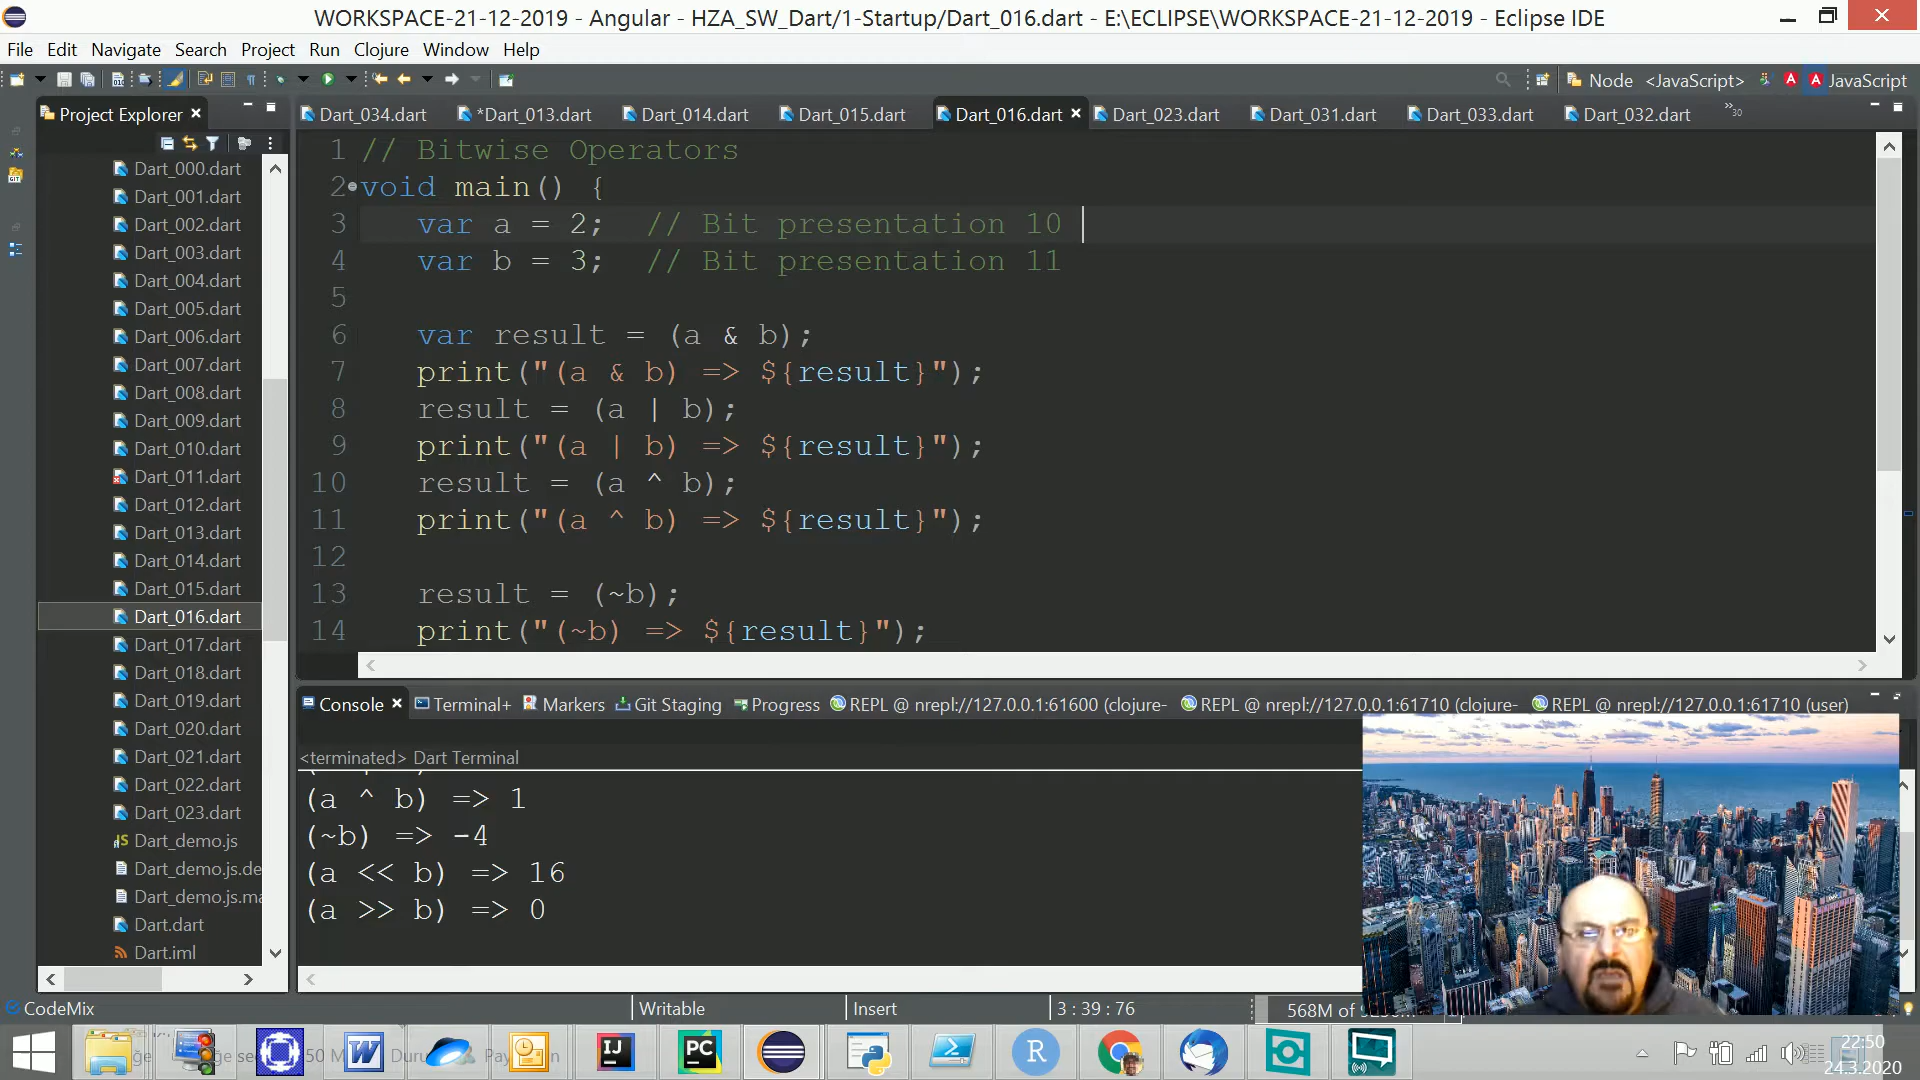 WORKSPACE-21-12-2019 - Angular - HZA_SW_Dart/1-Startup/Dart_016.dart - E:\ECLIPSE\WORKSPACE-21-12-2019 - Eclipse IDE
File Edit Navigate Search Project Run Clojure Window Help
Node <JavaScript> JavaScript
Project Explorer
Dart_034.dart *Dart_013.dart Dart_014.dart Dart_015.dart Dart_016.dart Dart_023.dart Dart_031.dart Dart_033.dart Dart_032.dart »30
Dart_000.dart
Dart_001.dart
Dart_002.dart
Dart_003.dart
Dart_004.dart
Dart_005.dart
Dart_006.dart
Dart_007.dart
Dart_008.dart
Dart_009.dart
Dart_010.dart
Dart_011.dart
Dart_012.dart
Dart_013.dart
Dart_014.dart
Dart_015.dart
Dart_016.dart
Dart_017.dart
Dart_018.dart
Dart_019.dart
Dart_020.dart
Dart_021.dart
Dart_022.dart
Dart_023.dart
Dart_demo.js
Dart_demo.js.de
Dart_demo.js.ma
Dart.dart
Dart.iml
1 // Bitwise Operators
2 void main() {
3 var a = 2; // Bit presentation 10
4 var b = 3; // Bit presentation 11
5
6 var result = (a & b);
7 print("(a & b) => ${result}");
8 result = (a | b);
9 print("(a | b) => ${result}");
10 result = (a ^ b);
11 print("(a ^ b) => ${result}");
12
13 result = (~b);
14 print("(~b) => ${result}");
Console Terminal+ Markers Git Staging Progress REPL @ nrepl://127.0.0.1:61600 (clojure- REPL @ nrepl://127.0.0.1:61710 (clojure- REPL @ nrepl://127.0.0.1:61710 (user)
<terminated> Dart Terminal
(a ^ b) => 1
(~b) => -4
(a << b) => 16
(a >> b) => 0
CodeMix Writable Insert 3 : 39 : 76 568M of
22:50
24.3.2020